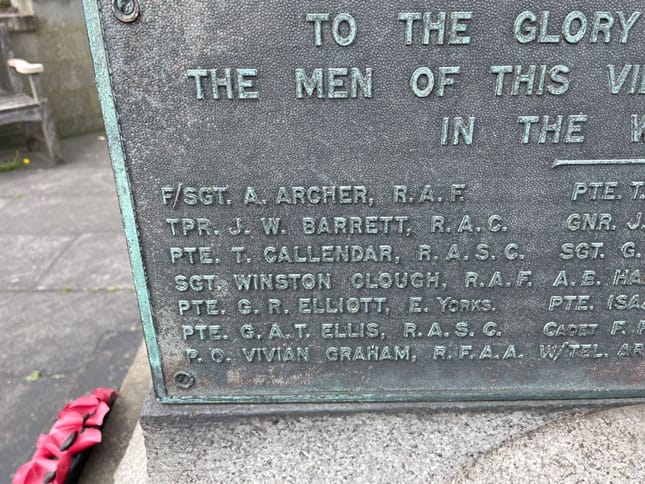 TO THE GLORY
THE MEN OF THIS
IN THE
F/SGT. A. ARCHER, R.A.F. PTE. T.
TPR. J. W. BARRETT, R.A.C. GNR. J.
PTE. T. CALLENDAR, R.A.S.C. SGT. G.
SGT. WINSTON CLOUGH, R.A.F. A.B.
PTE. G. R. ELLIOTT, E. YORKS. PTE.
PTE. G.A.T. ELLIS, R.A.S.C. CADET F.
P.O. VIVIAN GRAHAM, R.F.A.A. W/TEL.